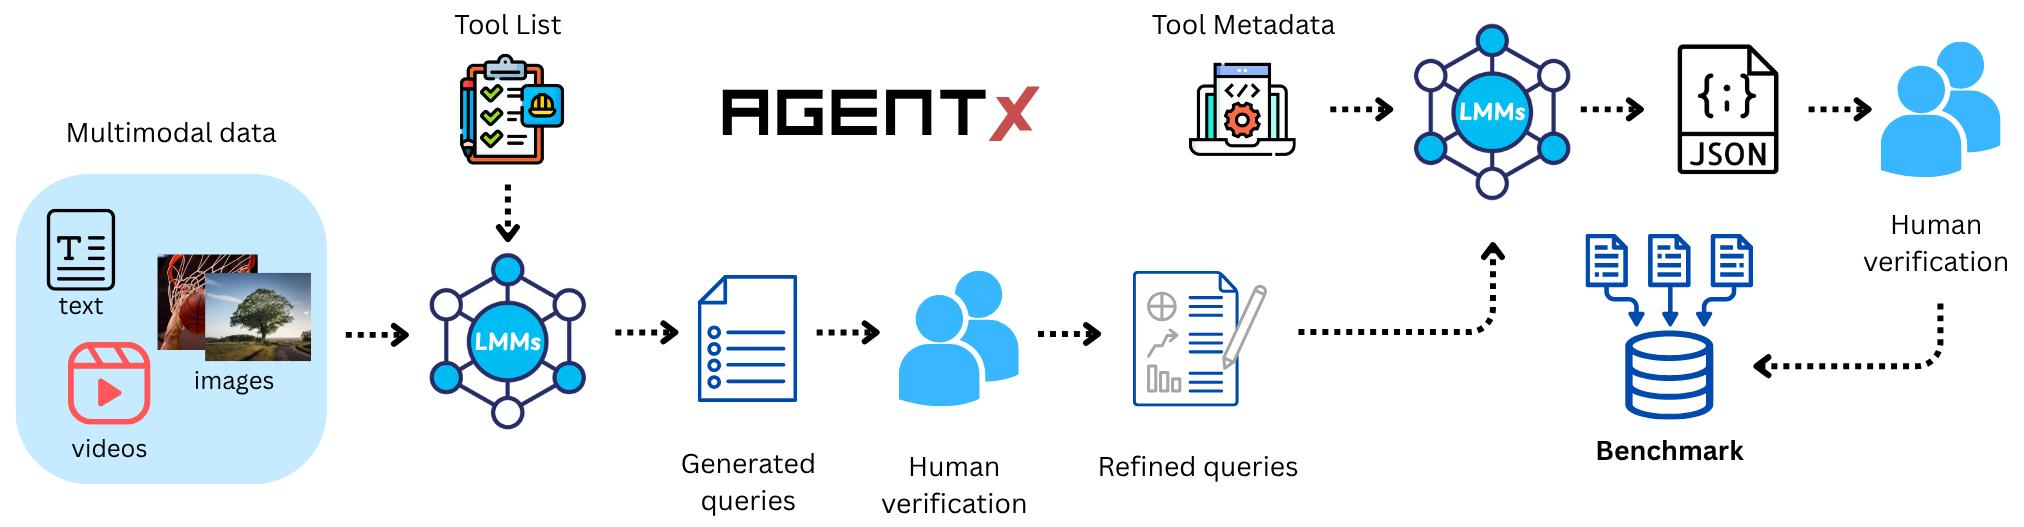 Multimodal data
T
text
images
videos
Tool List
LMMs
AGENTX
Generated
queries
Human
verification
Refined queries
Tool Metadata
</>
LMMs
{;}
JSON
Human
verification
Benchmark